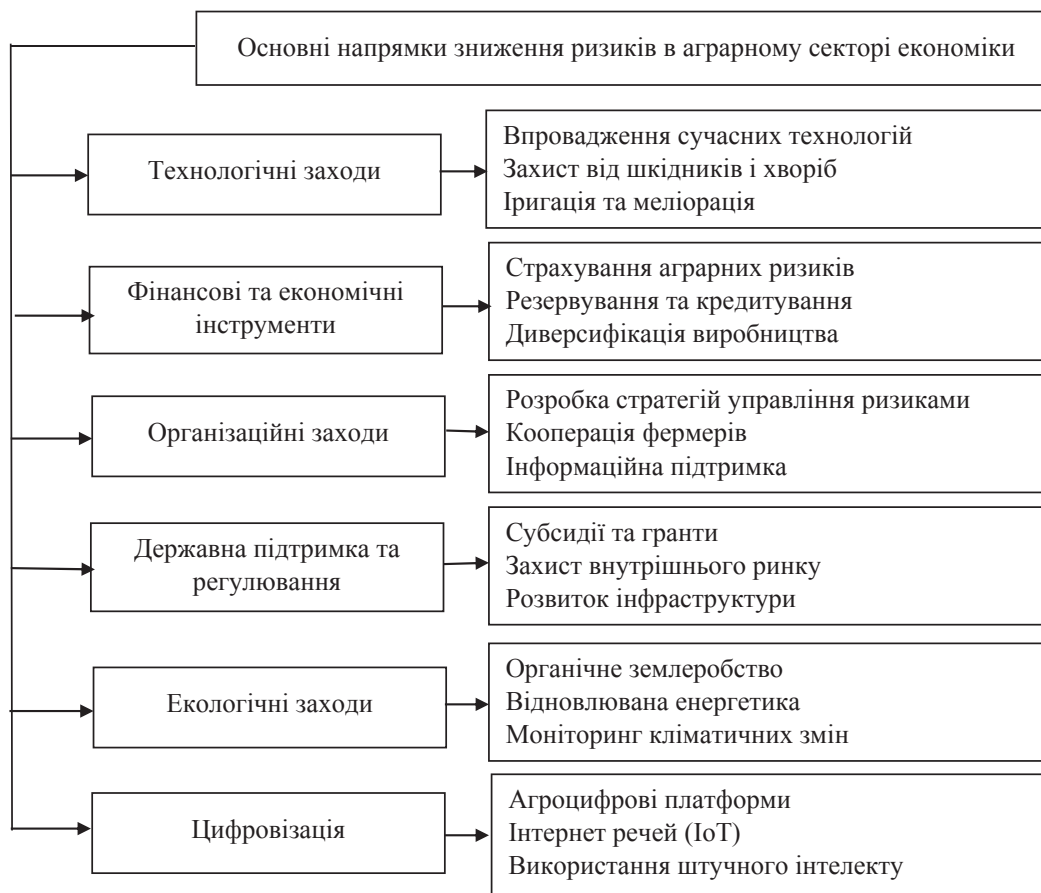 Основні напрямки зниження ризиків в аграрному секторі економіки
Технологічні заходи
Впровадження сучасних технологій
Захист від шкідників і хвороб
Іригація та меліорація
Фінансові та економічні
інструменти
Страхування аграрних ризиків
Резервування та кредитування
Диверсифікація виробництва
Організаційні заходи
Розробка стратегій управління ризиками
Кооперація фермерів
Інформаційна підтримка
Державна підтримка та
регулювання
Субсидії та гранти
Захист внутрішнього ринку
Розвиток інфраструктури
Екологічні заходи
Органічне землеробство
Відновлювана енергетика
Моніторинг кліматичних змін
Цифровізація
Агроцифрові платформи
Інтернет речей (IoT)
Використання штучного інтелекту